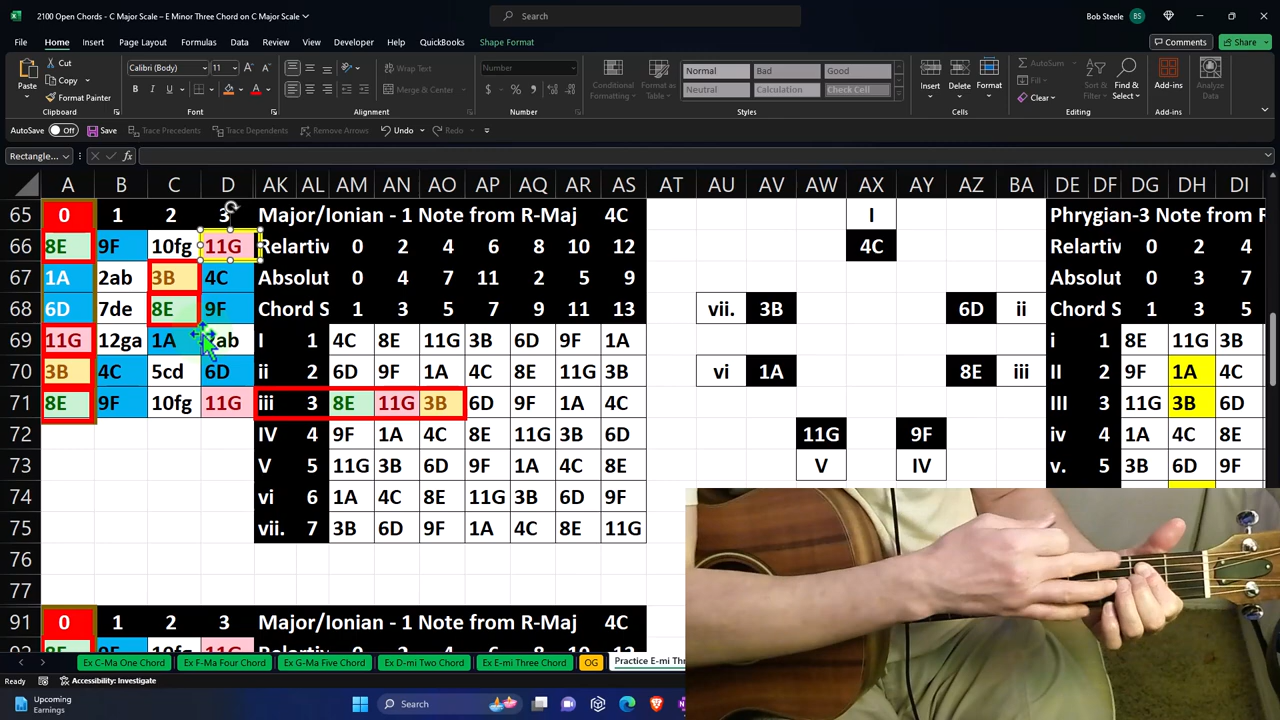 2100 Open Chords - C Major Scale – E Minor Three Chord on C Major Scale
Search
Bob Steele BS
File Home Insert Page Layout Formulas Data Review View Developer Help QuickBooks Shape Format Comments Share
Paste Cut Copy Format Painter Clipboard
Calibri (Body) 11 Font
Wrap Text Merge & Center Alignment
Number Number
Conditional Formatting Format as Table Normal Bad Good Neutral Calculation Check Cell Styles
Insert Delete Format Cells
AutoSum Clear Sort & Filter Find & Select Editing
Add-ins Add-ins
Analyze Data
AutoSave Off Save Trace Precedents Trace Dependents Remove Arrows Undo Redo
Rectangle... fx
A B C D AK AL AM AN AO AP AQ AR AS AT AU AV AW AX AY AZ BA DE DF DG DH DI
65 0 1 2 3 Major/Ionian - 1 Note from R-Maj 4C I Phrygian-3 Note from R
66 8E 9F 10fg 11G Relartiv 0 2 4 6 8 10 12 4C Relartiv 0 2 4
67 1A 2ab 3B 4C Absolut 0 4 7 11 2 5 9 Absolut 0 3 7
68 6D 7de 8E 9F Chord S 1 3 5 7 9 11 13 vii. 3B 6D ii Chord S 1 3 5
69 11G 12ga 1A 2ab I 1 4C 8E 11G 3B 6D 9F 1A i 1 8E 11G 3B
70 3B 4C 5cd 6D ii 2 6D 9F 1A 4C 8E 11G 3B vi 1A 8E iii II 2 9F 1A 4C
71 8E 9F 10fg 11G iii 3 8E 11G 3B 6D 9F 1A 4C III 3 11G 3B 6D
72 IV 4 9F 1A 4C 8E 11G 3B 6D 11G 9F iv 4 1A 4C 8E
73 V 5 11G 3B 6D 9F 1A 4C 8E V IV v. 5 3B 6D 9F
74 vi 6 1A 4C 8E 11G 3B 6D 9F
75 vii. 7 3B 6D 9F 1A 4C 8E 11G
76
77
91 0 1 2 3 Major/Ionian - 1 Note from R-Maj 4C
Ex C-Ma One Chord Ex F-Ma Four Chord Ex G-Ma Five Chord Ex D-mi Two Chord Ex E-mi Three Chord OG Practice E-mi Thr
Ready Accessibility: Investigate
Upcoming
Earnings
Search